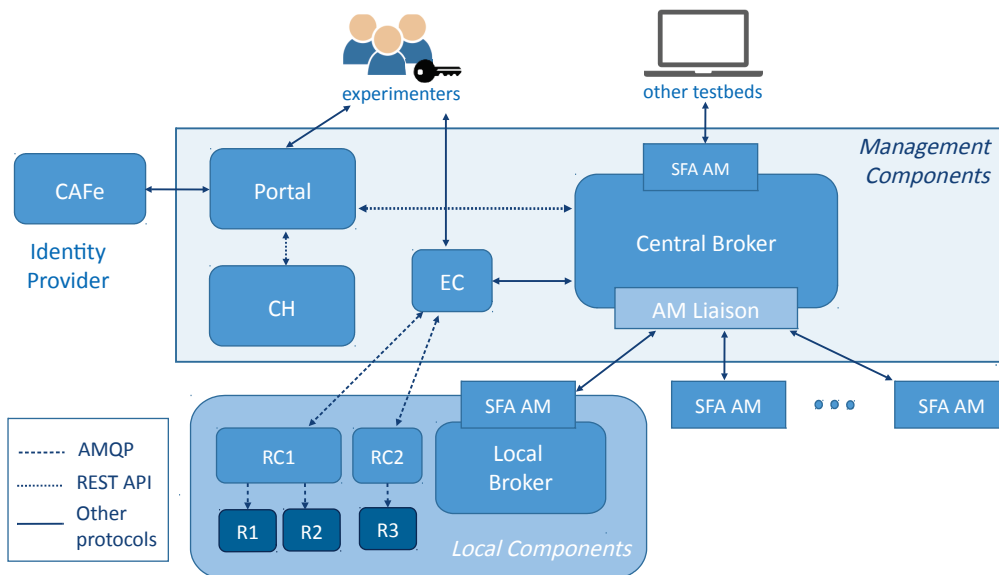 experimenters
other testbeds
Management
Components
SFA AM
CAFe
Portal
Identity
Provider
Central Broker
CH
EC
AM Liaison
SFA AM
SFA AM
SFA AM
RC1
RC2
Local
Broker
R1
R2
R3
Local Components
AMQP
REST API
Other
protocols